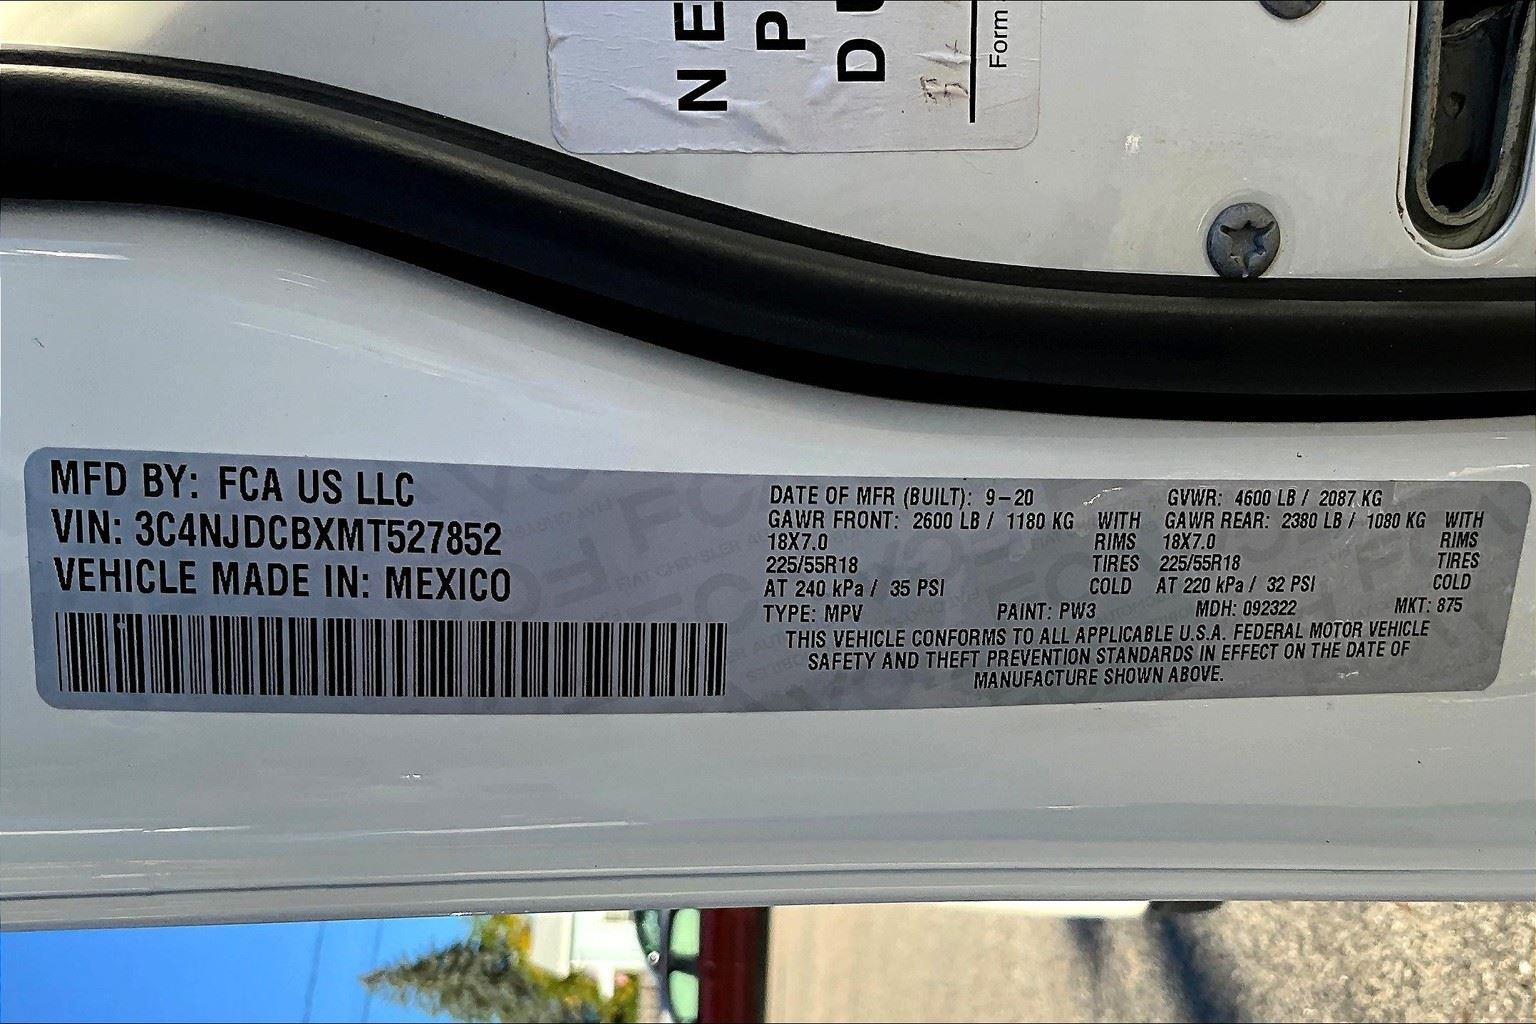 NE
P
D
Form
MFD BY: FCA US LLC
VIN: 3C4NJDCBXMT527852
VEHICLE MADE IN: MEXICO
DATE OF MFR (BUILT): 9-20 GVWR: 4600 LB / 2087 KG
GAWR FRONT: 2600 LB / 1180 KG WITH GAWR REAR: 2380 LB / 1080 KG WITH
18X7.0 RIMS 18X7.0 RIMS
225/55R18 TIRES 225/55R18 TIRES
AT 240 kPa / 35 PSI COLD AT 220 kPa / 32 PSI COLD
TYPE: MPV PAINT: PW3 MDH: 092322 MKT: 875
THIS VEHICLE CONFORMS TO ALL APPLICABLE U.S.A. FEDERAL MOTOR VEHICLE
SAFETY AND THEFT PREVENTION STANDARDS IN EFFECT ON THE DATE OF
MANUFACTURE SHOWN ABOVE.